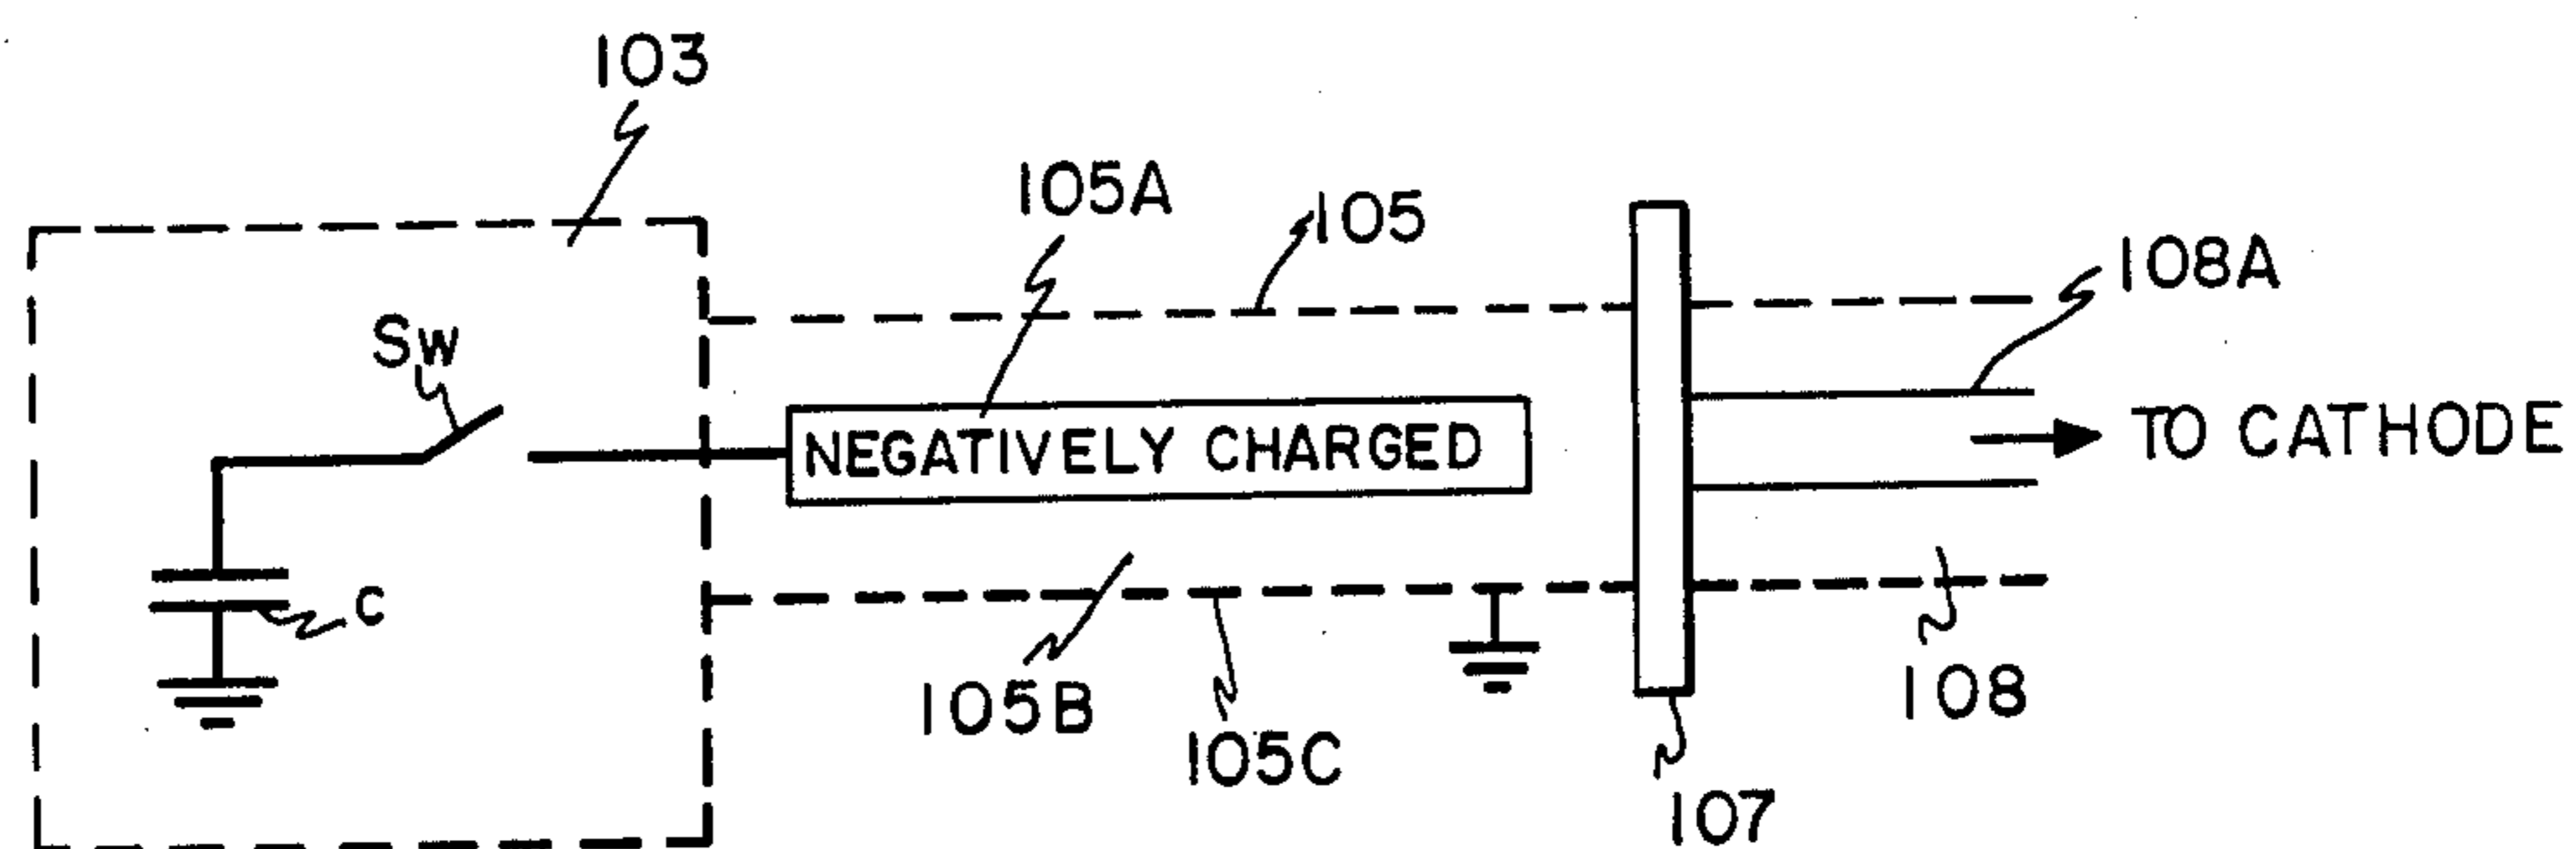 103
105A
105
108A
SW
NEGATIVELY CHARGED
TO CATHODE
C
105B
105C
108
107